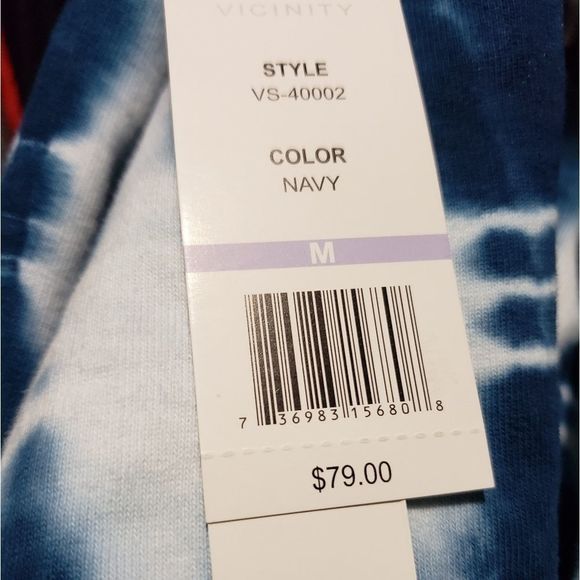 VICINITY
STYLE
VS-40002
COLOR
NAVY
M
7 36983 15680 8
$79.00